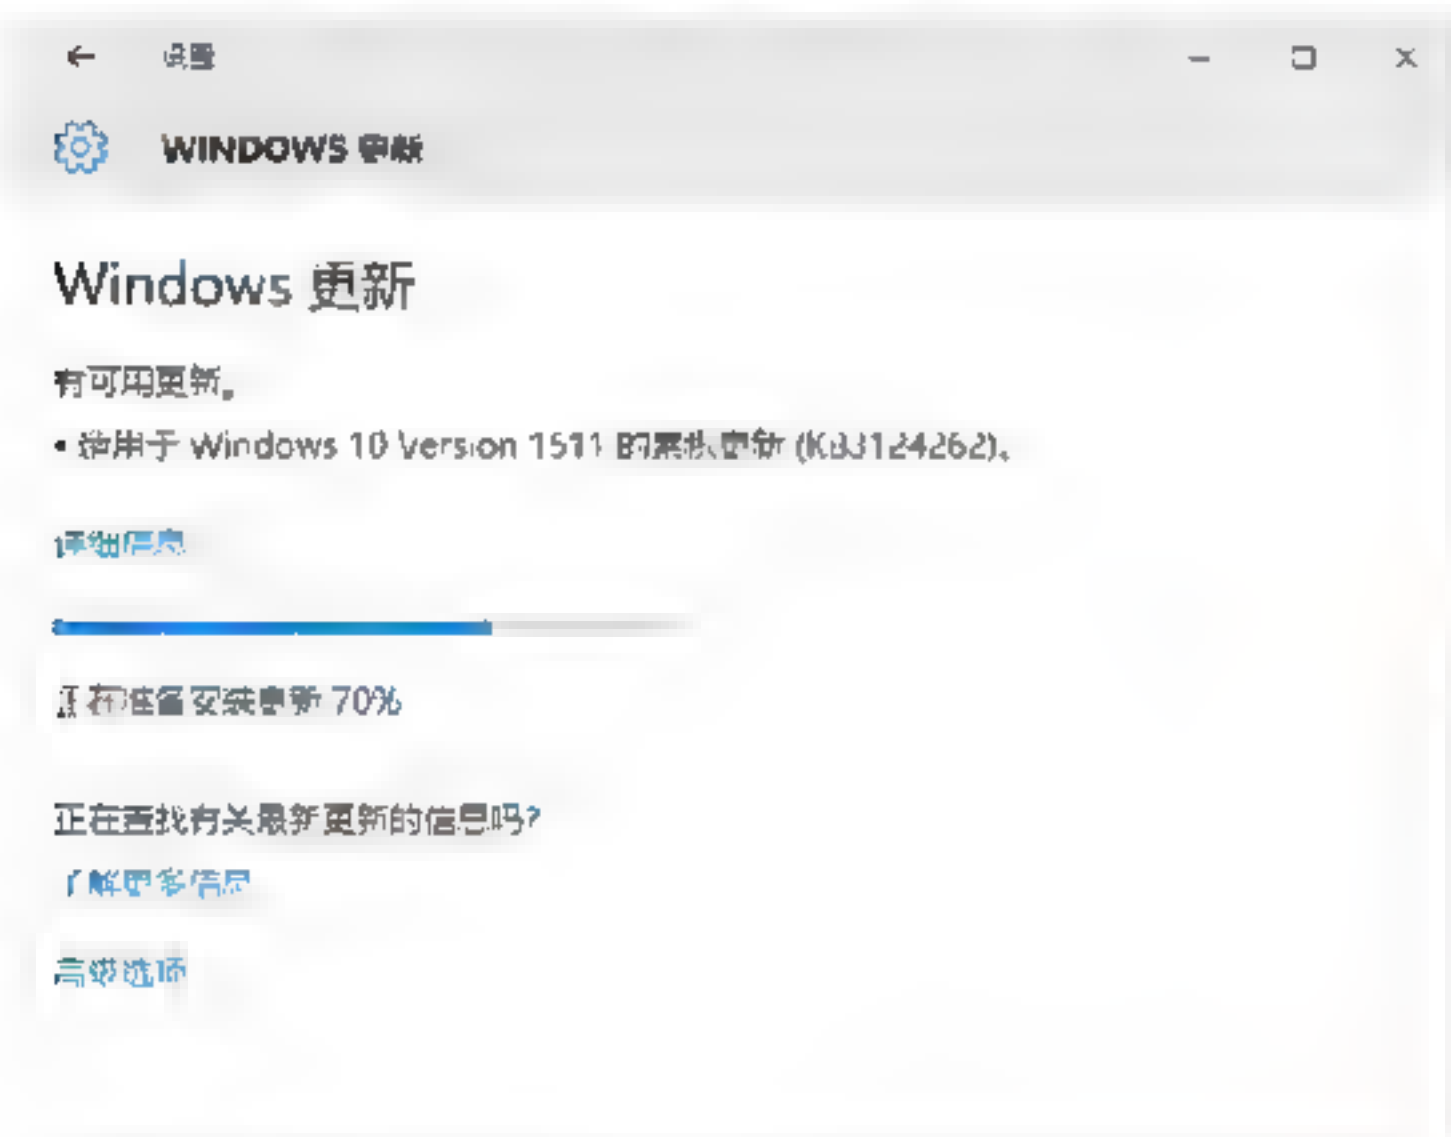 设置
WINDOWS 更新
Windows 更新
有可用更新。
• 适用于 Windows 10 Version 1511 的累积更新 (KB3124262)。
详细信息
正在准备安装更新 70%
正在查找有关最新更新的信息吗?
了解更多信息
高级选项